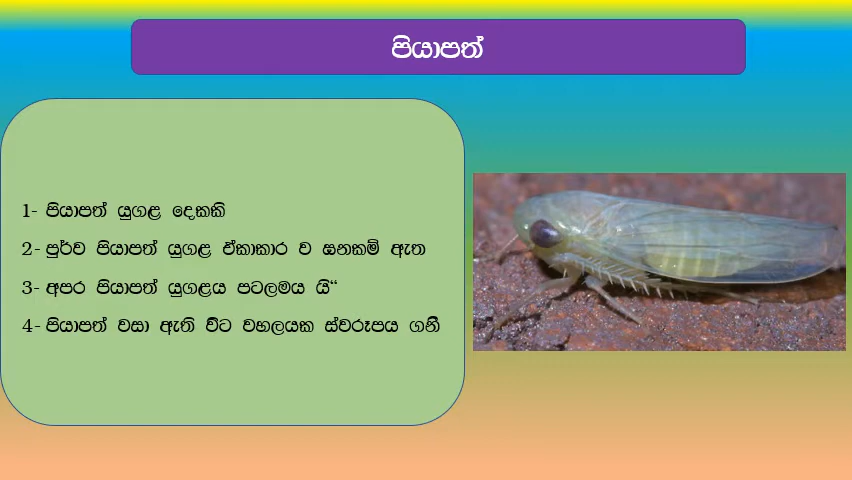 පියාපත්
1- පියාපත් යුගළ දෙකකි
2- පුර්ව පියාපත් යුගළ ඒකාකාර ව ඝනකම් ඇත
3- අපර පියාපත් යුගළය පටලමය යි“
4- පියාපත් වසා ඇති විට වහලයක ස්වරූපය ගනී